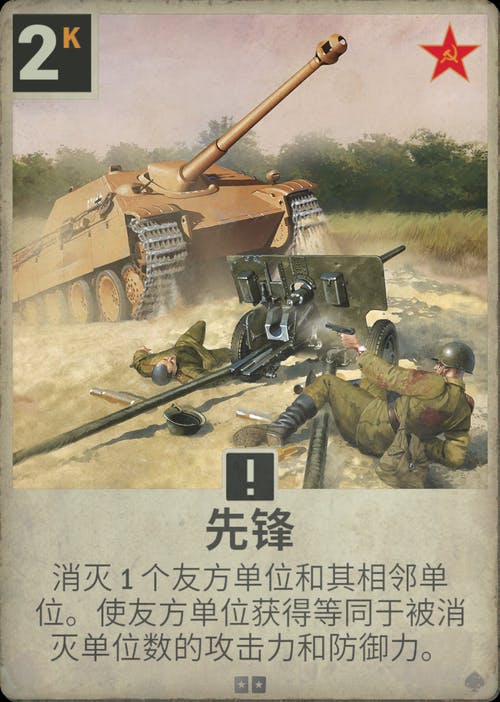 2K
!
先锋
消灭 1 个友方单位和其相邻单
位。使友方单位获得等同于被消
灭单位数的攻击力和防御力。